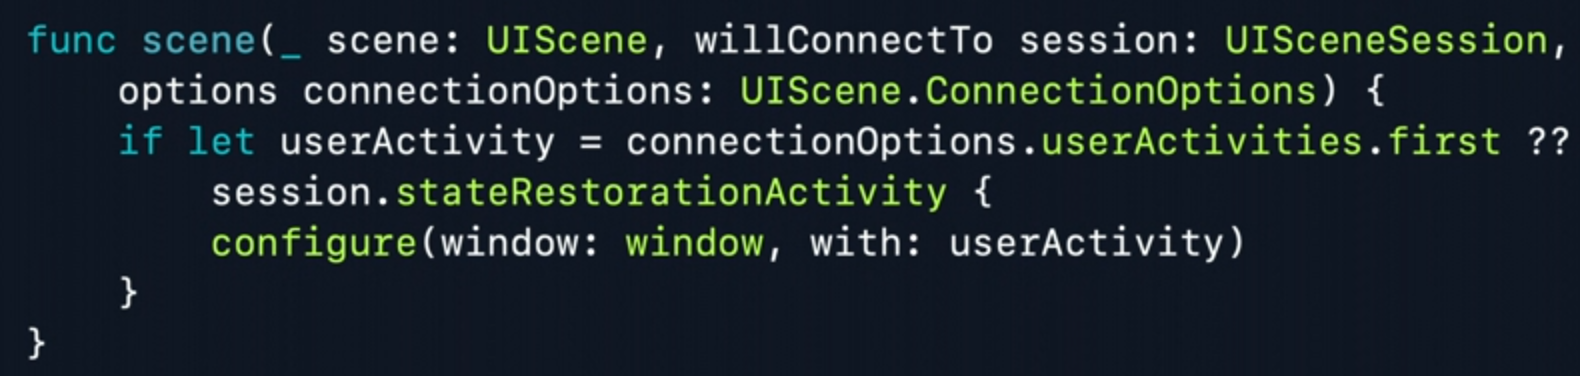 func scene(_ scene: UIScene, willConnectTo session: UISceneSession,
    options connectionOptions: UIScene.ConnectionOptions) {
    if let userActivity = connectionOptions.userActivities.first ??
        session.stateRestorationActivity {
        configure(window: window, with: userActivity)
    }
}